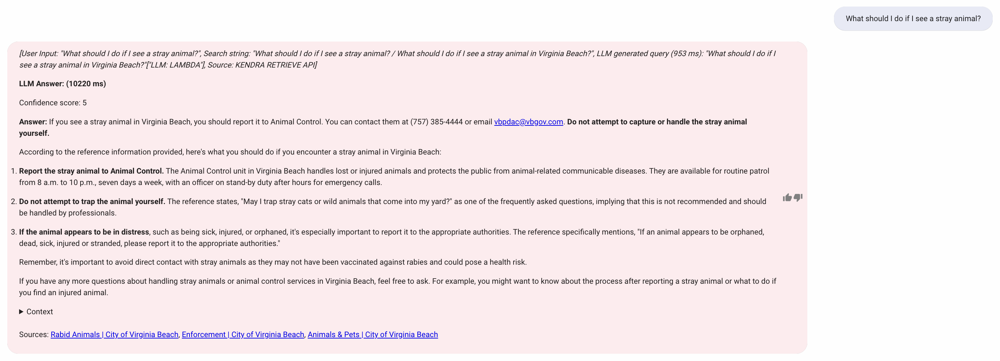 What should I do if I see a stray animal?
[User Input: "What should I do if I see a stray animal?", Search string: "What should I do if I see a stray animal? / What should I do if I see a stray animal in Virginia Beach?", LLM generated query (953 ms): "What should I do if I
see a stray animal in Virginia Beach?"["LLM: LAMBDA"], Source: KENDRA RETRIEVE API]
LLM Answer: (10220 ms)
Confidence score: 5
Answer: If you see a stray animal in Virginia Beach, you should report it to Animal Control. You can contact them at (757) 385-4444 or email vbpdac@vbgov.com. Do not attempt to capture or handle the stray animal
yourself.
According to the reference information provided, here's what you should do if you encounter a stray animal in Virginia Beach:
1. Report the stray animal to Animal Control. The Animal Control unit in Virginia Beach handles lost or injured animals and protects the public from animal-related communicable diseases. They are available for routine patrol
from 8 a.m. to 10 p.m., seven days a week, with an officer on stand-by duty after hours for emergency calls.
2. Do not attempt to trap the animal yourself. The reference states, "May I trap stray cats or wild animals that come into my yard?" as one of the frequently asked questions, implying that this is not recommended and should
be handled by professionals.
3. If the animal appears to be in distress, such as being sick, injured, or orphaned, it's especially important to report it to the appropriate authorities. The reference specifically mentions, "If an animal appears to be orphaned,
dead, sick, injured or stranded, please report it to the appropriate authorities."
Remember, it's important to avoid direct contact with stray animals as they may not have been vaccinated against rabies and could pose a health risk.
If you have any more questions about handling stray animals or animal control services in Virginia Beach, feel free to ask. For example, you might want to know about the process after reporting a stray animal or what to do if
you find an injured animal.
Context
Sources: Rabid Animals | City of Virginia Beach, Enforcement | City of Virginia Beach, Animals & Pets | City of Virginia Beach